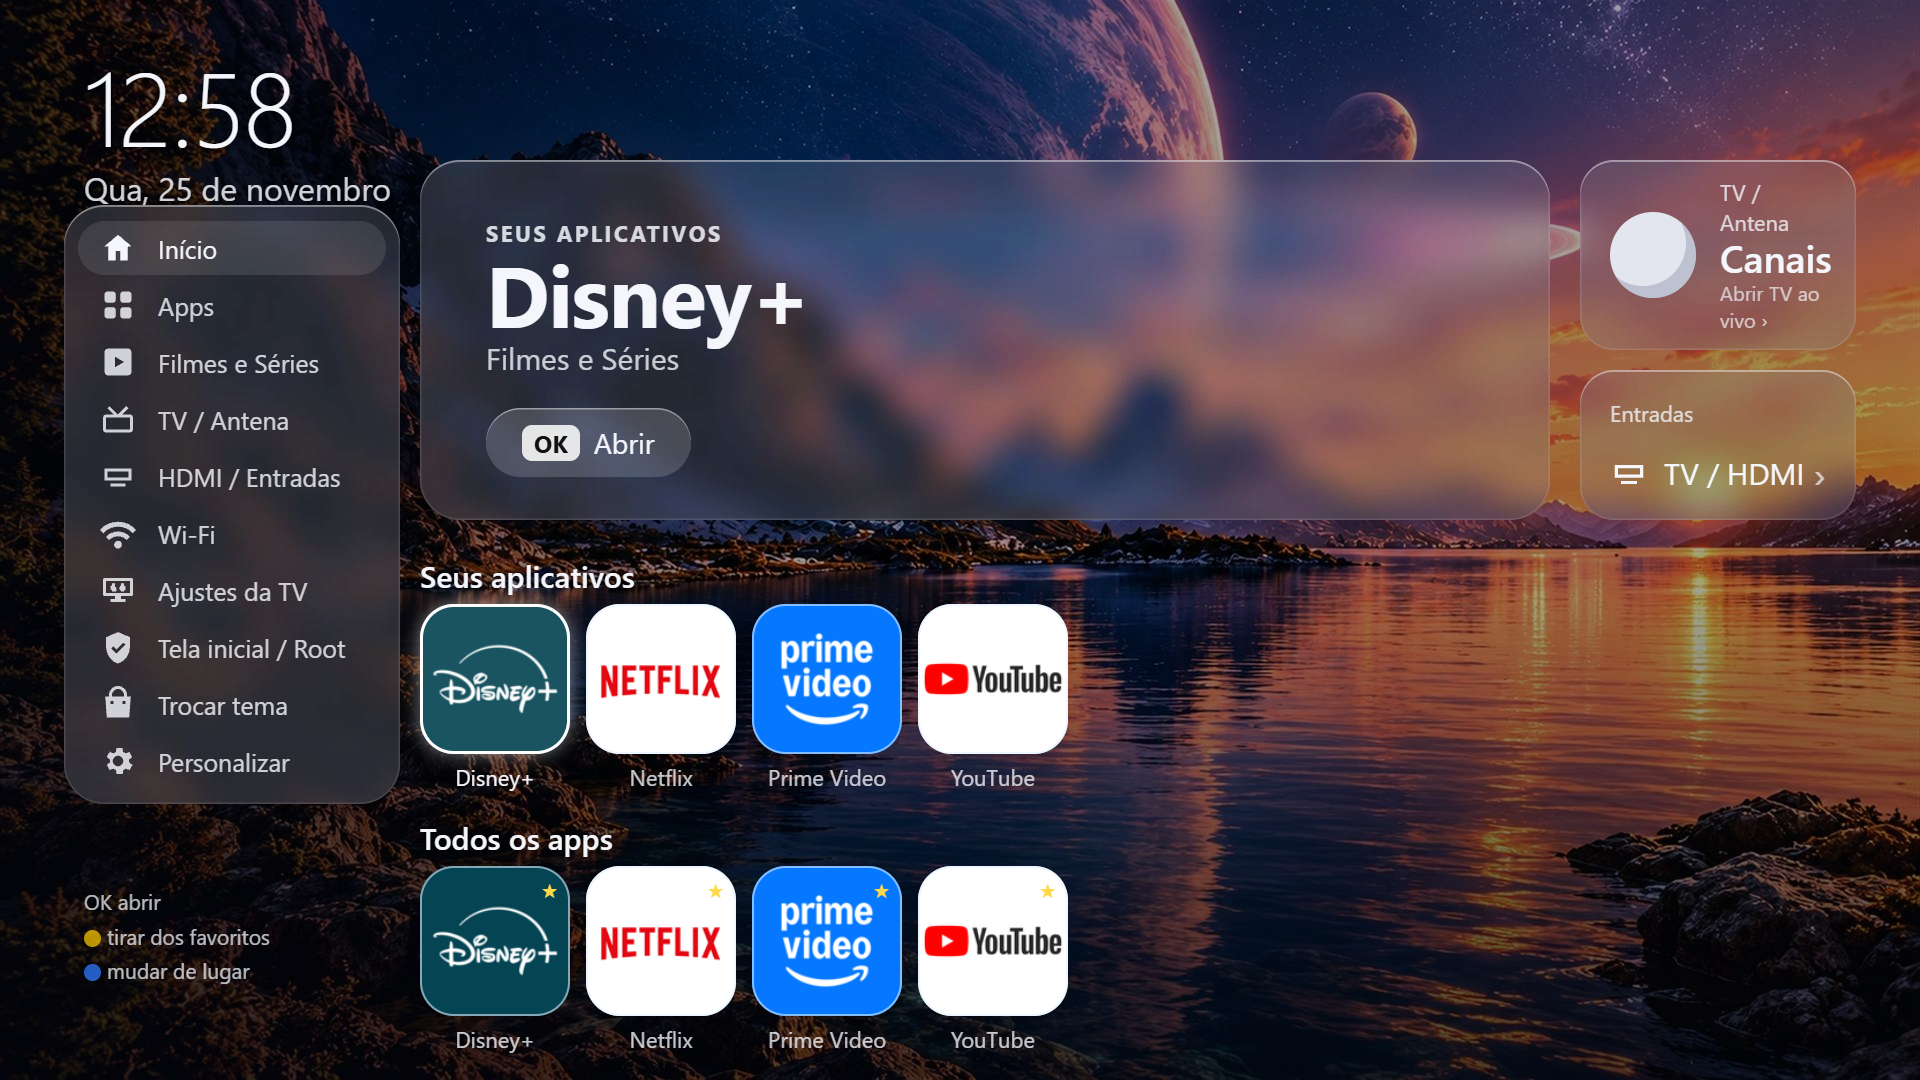 12:58
Qua, 25 de novembro
Início
Apps
Filmes e Séries
TV / Antena
HDMI / Entradas
Wi-Fi
Ajustes da TV
Tela inicial / Root
Trocar tema
Personalizar
OK abrir
tirar dos favoritos
mudar de lugar
SEUS APLICATIVOS
Disney+
Filmes e Séries
OK Abrir
TV /
Antena
Canais
Abrir TV ao
vivo ›
Entradas
TV / HDMI ›
Seus aplicativos
Disney+
NETFLIX
prime
video
YouTube
Disney+
Netflix
Prime Video
YouTube
Todos os apps
Disney+
NETFLIX
prime
video
YouTube
Disney+
Netflix
Prime Video
YouTube